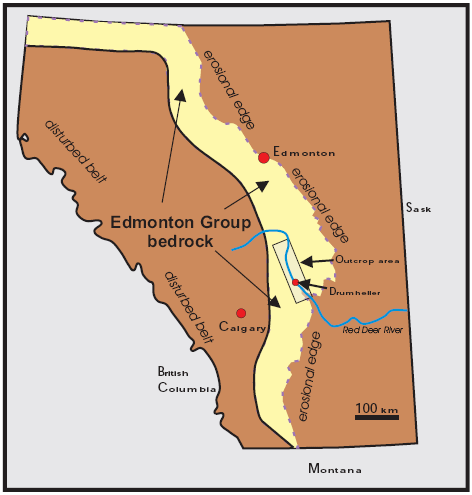 erosional edge
disturbed belt
Edmonton
erosional edge
Sask
Edmonton Group
bedrock
Outcrop area
Drumheller
disturbed belt
Calgary
Red Deer River
erosional edge
British
Columbia
100 km
Montana